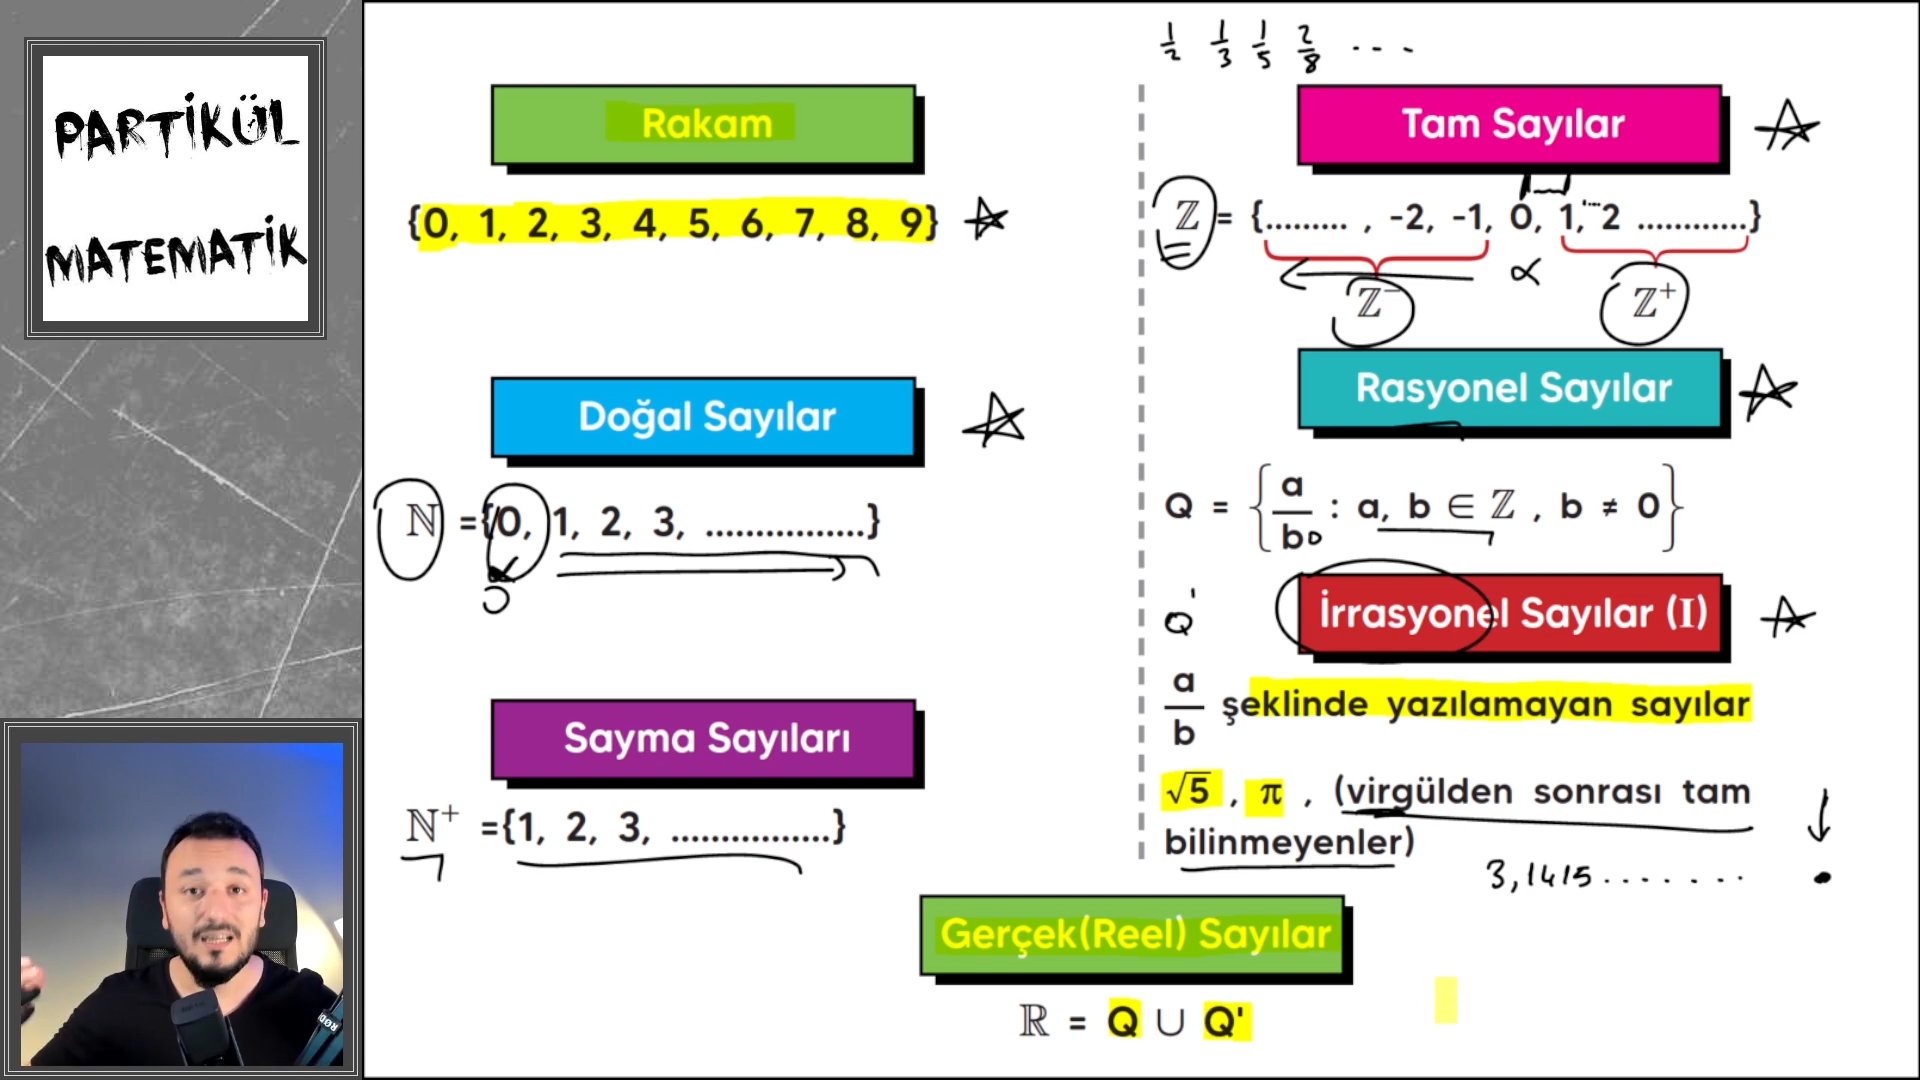 PARTİKÜL
MATEMATİK
Rakam
{0, 1, 2, 3, 4, 5, 6, 7, 8, 9}
Doğal Sayılar
ℕ ={0, 1, 2, 3, ................}
Sayma Sayıları
ℕ⁺ ={1, 2, 3, ................}
1/2 1/3 1/5 2/8 ...
Tam Sayılar
ℤ = {......... , -2, -1, 0, 1, 2 ............}
ℤ⁻ ℤ⁺
Rasyonel Sayılar
Q = {a/b : a, b ∈ ℤ , b ≠ 0}
Q' İrrasyonel Sayılar (I)
a/b şeklinde yazılamayan sayılar
√5 , π , (virgülden sonrası tam
bilinmeyenler)
3,1415.......
Gerçek(Reel) Sayılar
ℝ = Q ∪ Q'
RØD